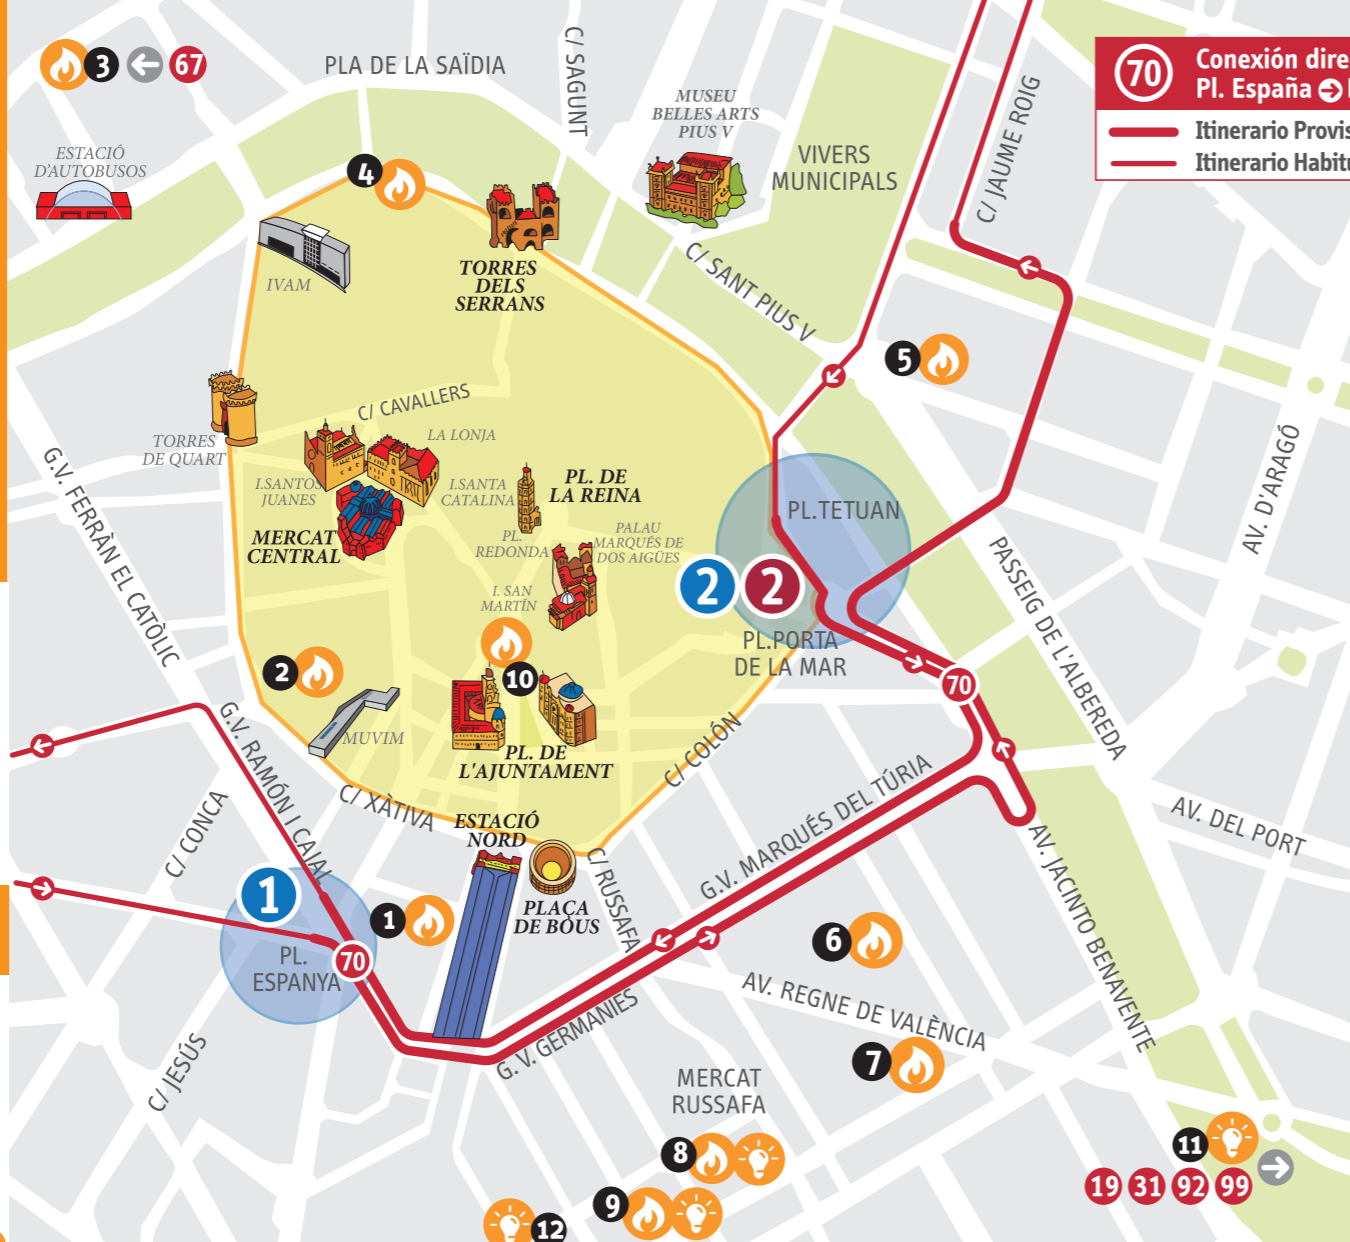 3
67
PLA DE LA SAÏDIA
C/ SAGUNT
MUSEU
BELLES ARTS
PIUS V
VIVERS
MUNICIPALS
C/ JAUME ROIG
70
Conexión dire
Pl. España
Itinerario Provis
Itinerario Habitu
ESTACIÓ
D'AUTOBUSOS
4
IVAM
TORRES
DELS
SERRANS
C/ SANT PIUS V
5
TORRES
DE QUART
C/ CAVALLERS
LA LONJA
I.SANTOS
JUANES
I.SANTA
CATALINA
PL. DE
LA REINA
MERCAT
CENTRAL
PL.
REDONDA
PALAU
MARQUÉS DE
DOS AIGÜES
I. SAN
MARTÍN
PL.TETUAN
2
2
PL.PORTA
DE LA MAR
G.V. FERRÀN EL CATÒLIC
AV. D'ARAGÓ
PASSEIG DE L'ALBEREDA
2
MUVIM
10
PL. DE
L'AJUNTAMENT
70
C/ COLÓN
G.V. RAMÓN I CAJAL
C/ XÀTIVA
ESTACIÓ
NORD
C/ CONCA
G.V. MARQUÉS DEL TÚRIA
AV. DEL PORT
AV. JACINTO BENAVENTE
C/ RUSSAFA
PLAÇA
DE BOUS
1
1
PL.
ESPANYA
70
6
AV. REGNE DE VALÈNCIA
G. V. GERMANIES
C/ JESÚS
7
MERCAT
RUSSAFA
8
9
12
11
19
31
92
99